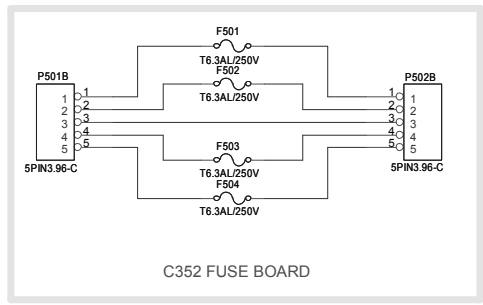 F501
T6.3AL/250V
P501B
F502
P502B
1 1
T6.3AL/250V
1 1
2 2
2 2
3 3
3 3
4 4
4 4
5 5
F503
5 5
5PIN3.96-C
T6.3AL/250V
5PIN3.96-C
F504
T6.3AL/250V
C352 FUSE BOARD